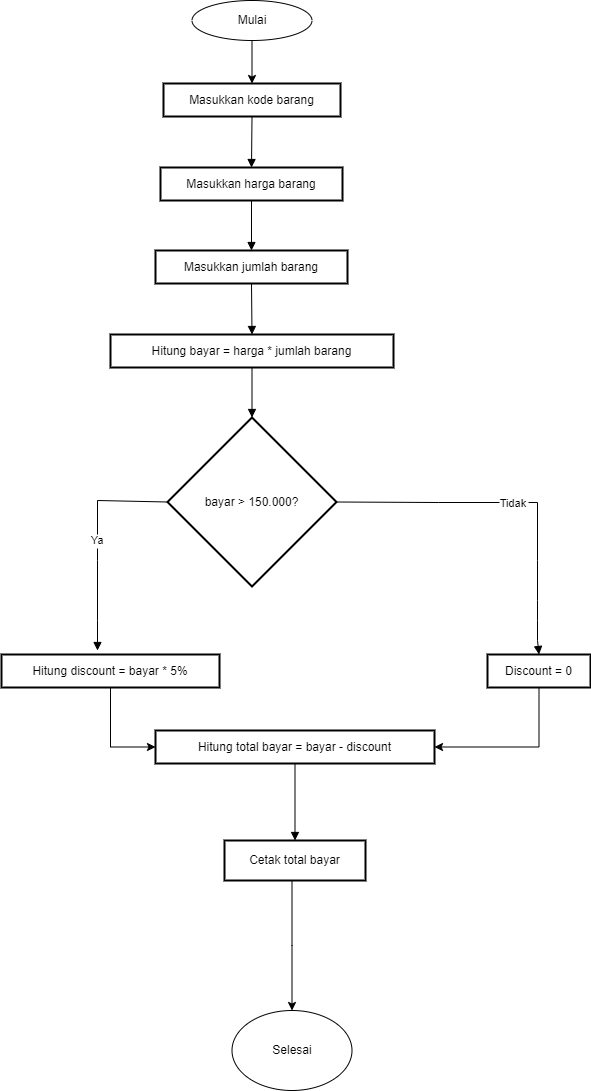 Mulai
Masukkan kode barang
Masukkan harga barang
Masukkan jumlah barang
Hitung bayar = harga * jumlah barang
bayar > 150.000?
Tidak
Ya
Hitung discount = bayar * 5%
Discount = 0
Hitung total bayar = bayar - discount
Cetak total bayar
Selesai